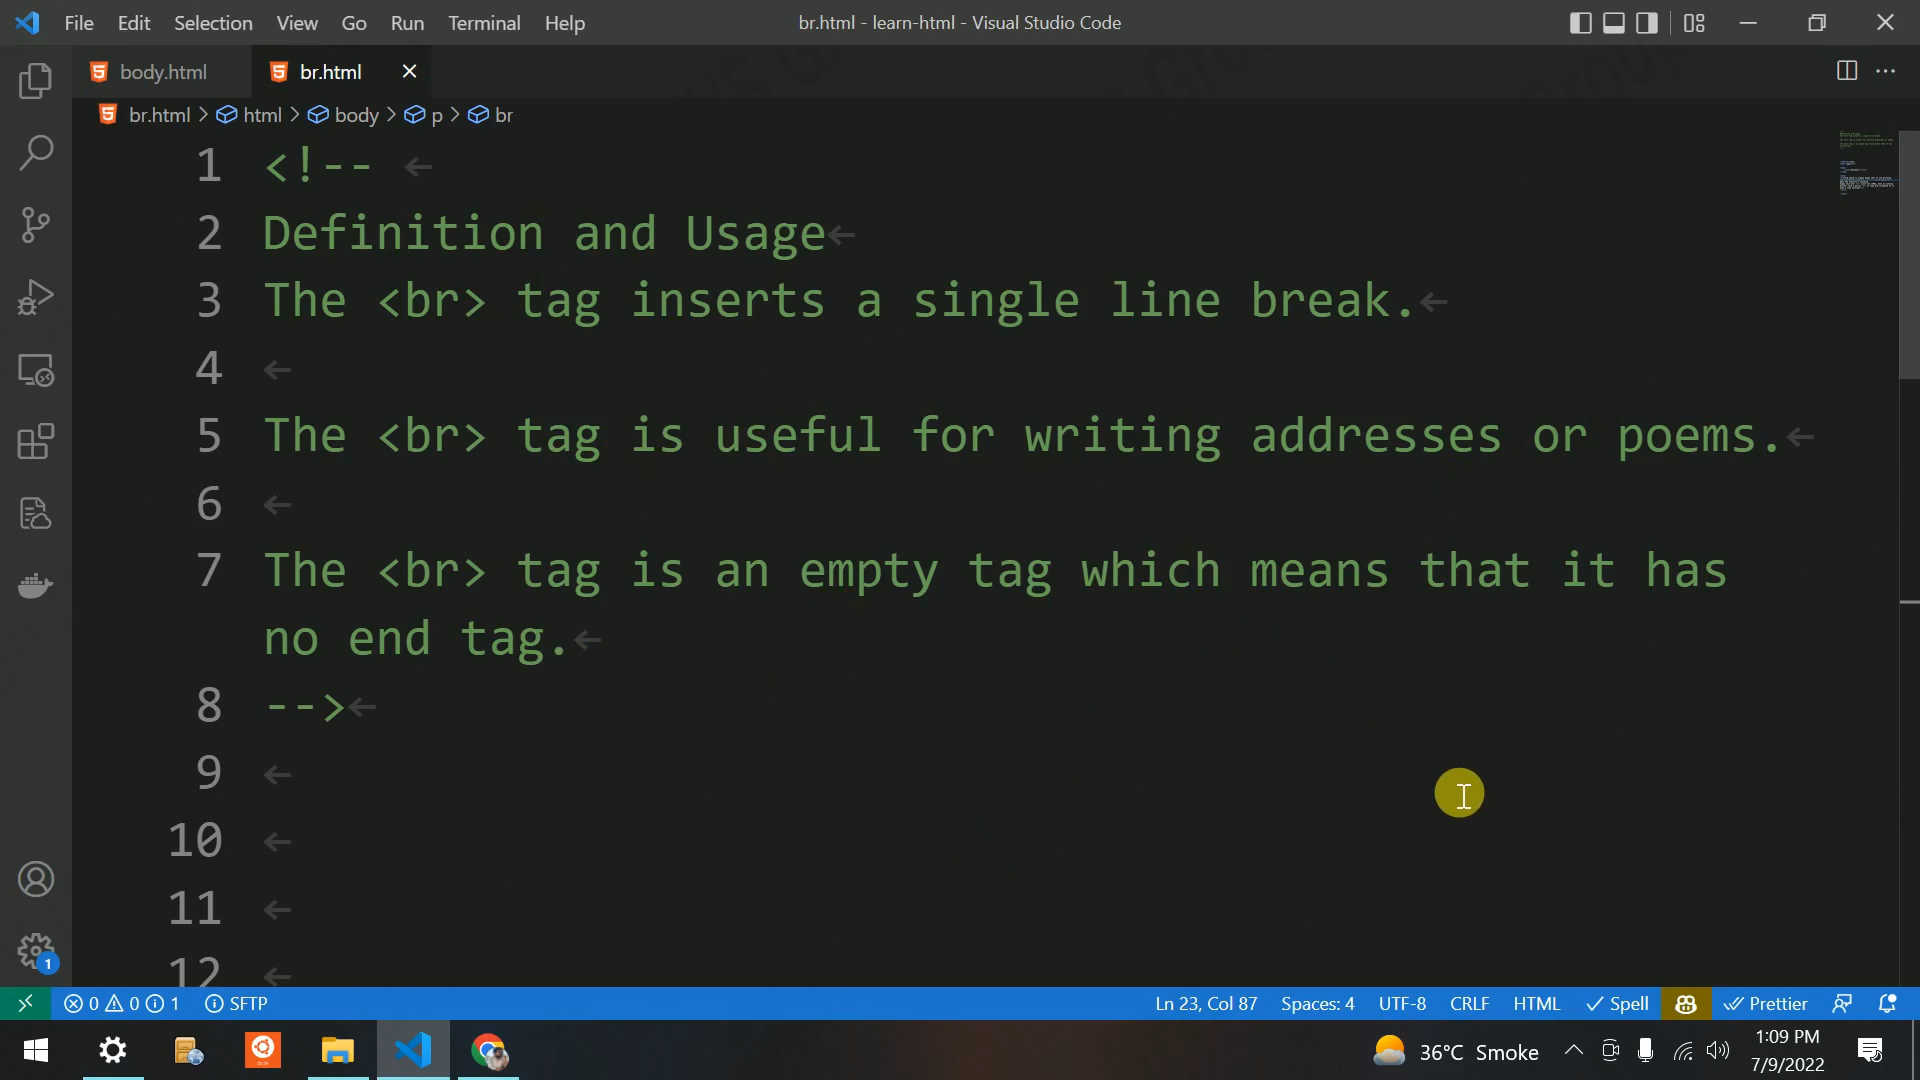 File Edit Selection View Go Run Terminal Help br.html - learn-html - Visual Studio Code
body.html br.html
br.html > html > body > p > br
1 <!--
2 Definition and Usage
3 The <br> tag inserts a single line break.
4
5 The <br> tag is useful for writing addresses or poems.
6
7 The <br> tag is an empty tag which means that it has
no end tag.
8 -->
9
10
11
12
1
0 0 1 SFTP Ln 23, Col 87 Spaces: 4 UTF-8 CRLF HTML Spell Prettier
36°C Smoke 1:09 PM
7/9/2022